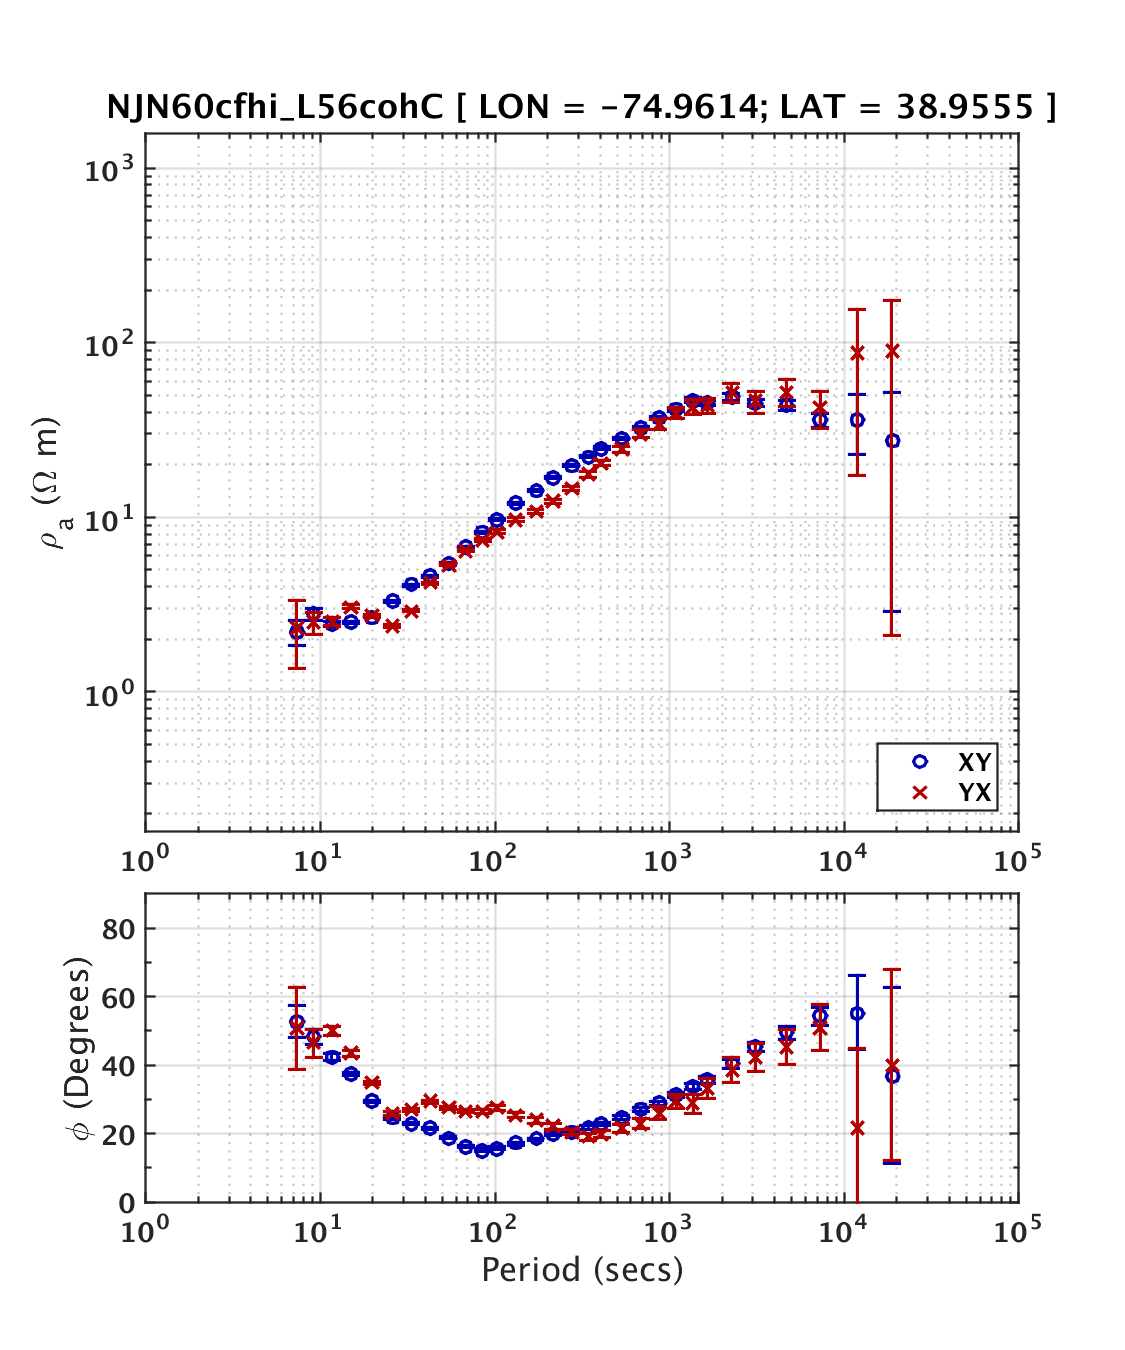 NJN60cfhi_L56cohC [ LON = -74.9614; LAT = 38.9555 ]
10³
10²
10¹
10⁰
ρa (Ω m)
XY
YX
10⁰ 10¹ 10² 10³ 10⁴ 10⁵
80
60
40
20
0
ϕ (Degrees)
10⁰ 10¹ 10² 10³ 10⁴ 10⁵
Period (secs)